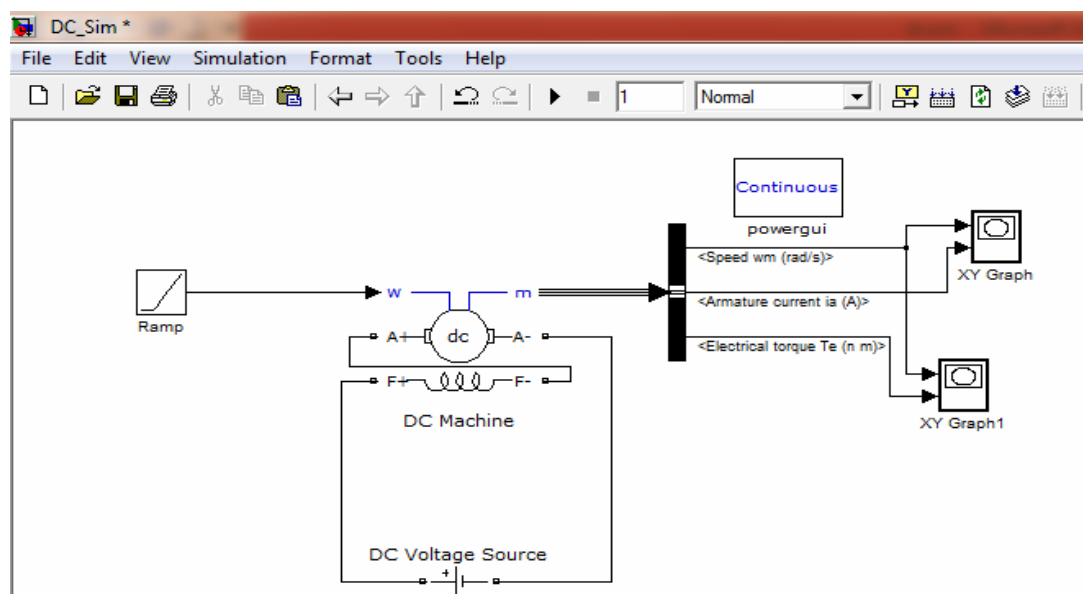 DC_Sim *
File Edit View Simulation Format Tools Help
1 Normal
Continuous
powergui
<Speed wm (rad/s)>
XY Graph
Ramp
w
m
<Armature current ia (A)>
A+ dc A-
<Electrical torque Te (n m)>
F+ F-
DC Machine
XY Graph1
DC Voltage Source
+